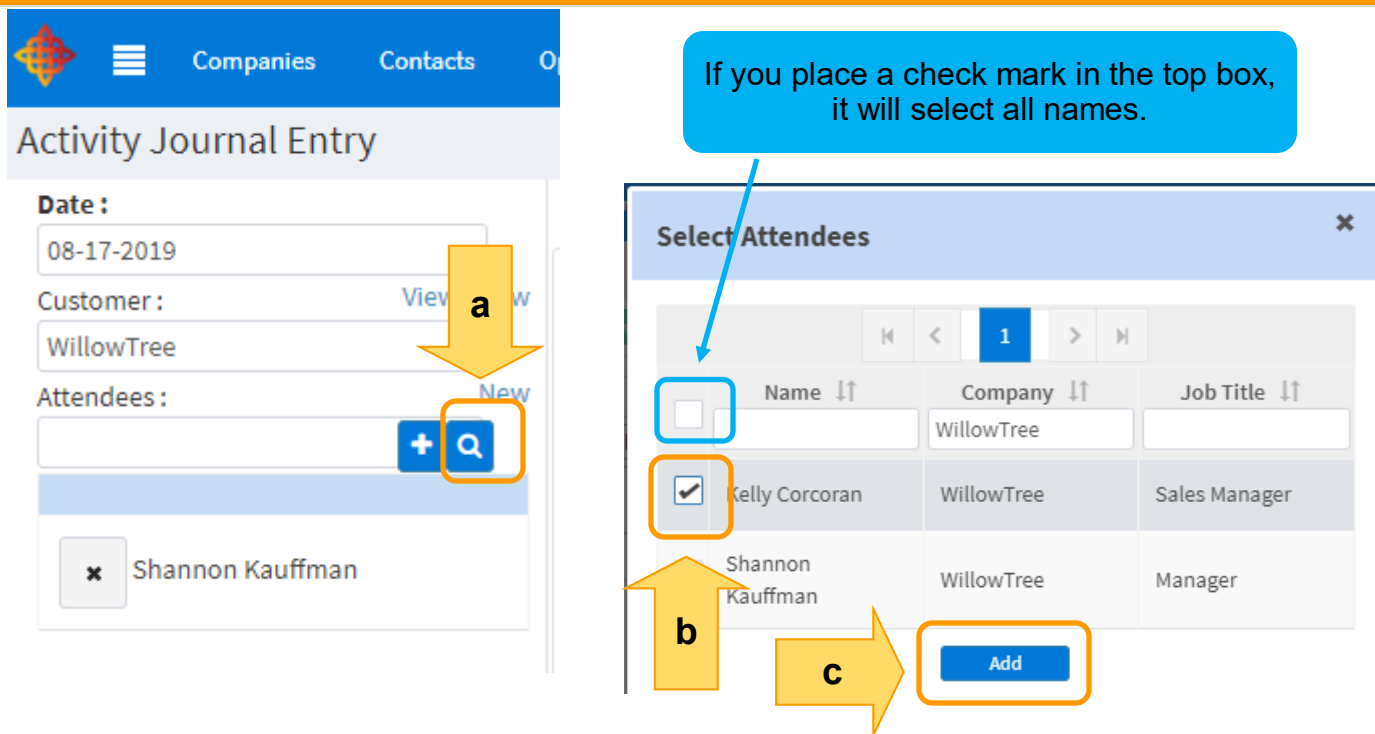 Companies Contacts
Activity Journal Entry
Date :
08-17-2019
Customer :
WillowTree
Attendees :
New
Shannon Kauffman
a
If you place a check mark in the top box,
it will select all names.
Select Attendees
1
Name Company Job Title
WillowTree
Kelly Corcoran WillowTree Sales Manager
Shannon
Kauffman WillowTree Manager
Add
b
c